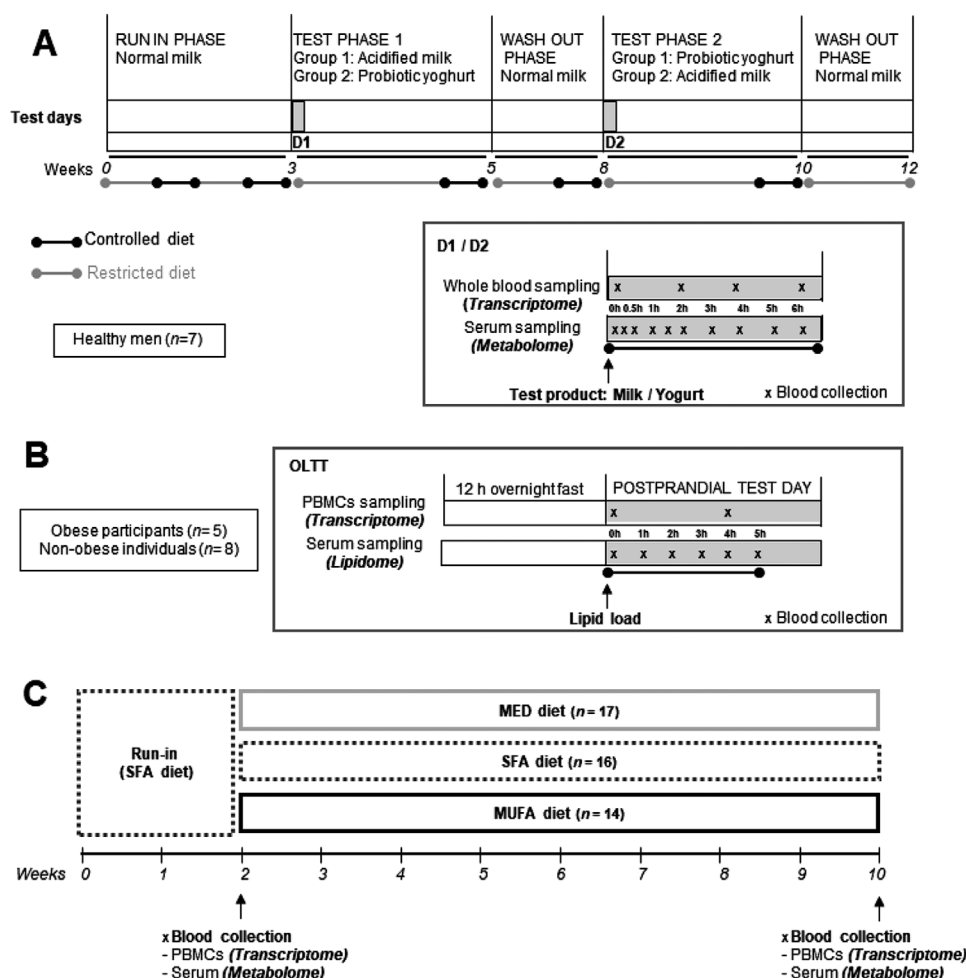 A
RUN IN PHASE
Normal milk
TEST PHASE 1
Group 1: Acidified milk
Group 2: Probiotic yoghurt
WASH OUT
PHASE
Normal milk
TEST PHASE 2
Group 1: Probiotic yoghurt
Group 2: Acidified milk
WASH OUT
PHASE
Normal milk
Test days
D1
D2
Weeks 0 3 5 8 10 12
Controlled diet
Restricted diet
Healthy men (n=7)
D1 / D2
Whole blood sampling
(Transcriptome)
x x x x
0h 0.5h 1h 2h 3h 4h 5h 6h
Serum sampling
(Metabolome)
x x x x x x x x x x
Test product: Milk / Yogurt
x Blood collection
B
Obese participants (n= 5)
Non-obese individuals (n= 8)
OLTT
12 h overnight fast
POSTPRANDIAL TEST DAY
PBMCs sampling
(Transcriptome)
x x
0h 1h 2h 3h 4h 5h
Serum sampling
(Lipidome)
x x x x x x
Lipid load
x Blood collection
C
Run-in
(SFA diet)
MED diet (n = 17)
SFA diet (n = 16)
MUFA diet (n = 14)
Weeks 0 1 2 3 4 5 6 7 8 9 10
x Blood collection
- PBMCs (Transcriptome)
- Serum (Metabolome)
x Blood collection
- PBMCs (Transcriptome)
- Serum (Metabolome)